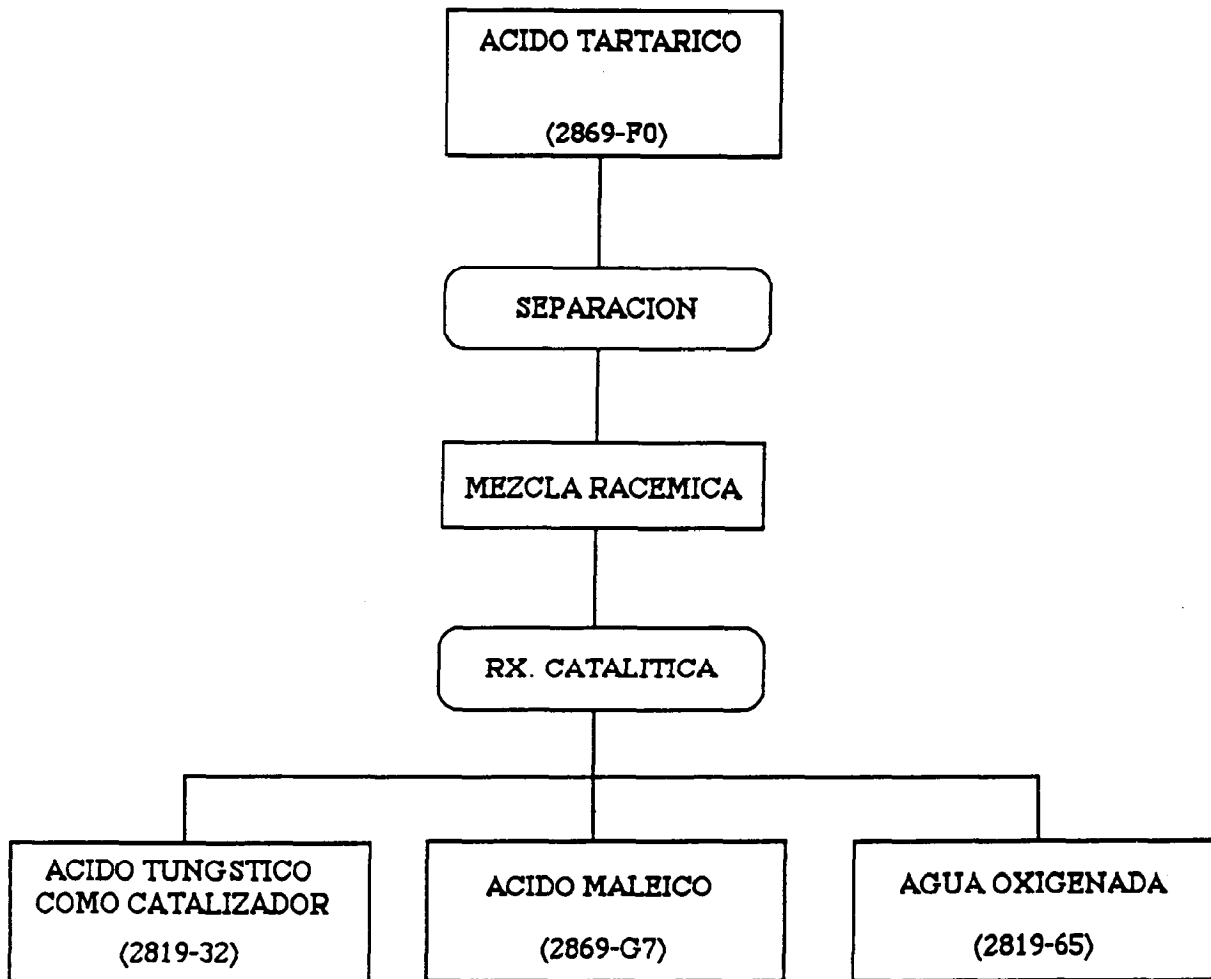 ACIDO TARTARICO
(2869-F0)
SEPARACION
MEZCLA RACEMICA
RX. CATALITICA
ACIDO TUNGSTICO
COMO CATALIZADOR
(2819-32)
ACIDO MALEICO
(2869-G7)
AGUA OXIGENADA
(2819-65)